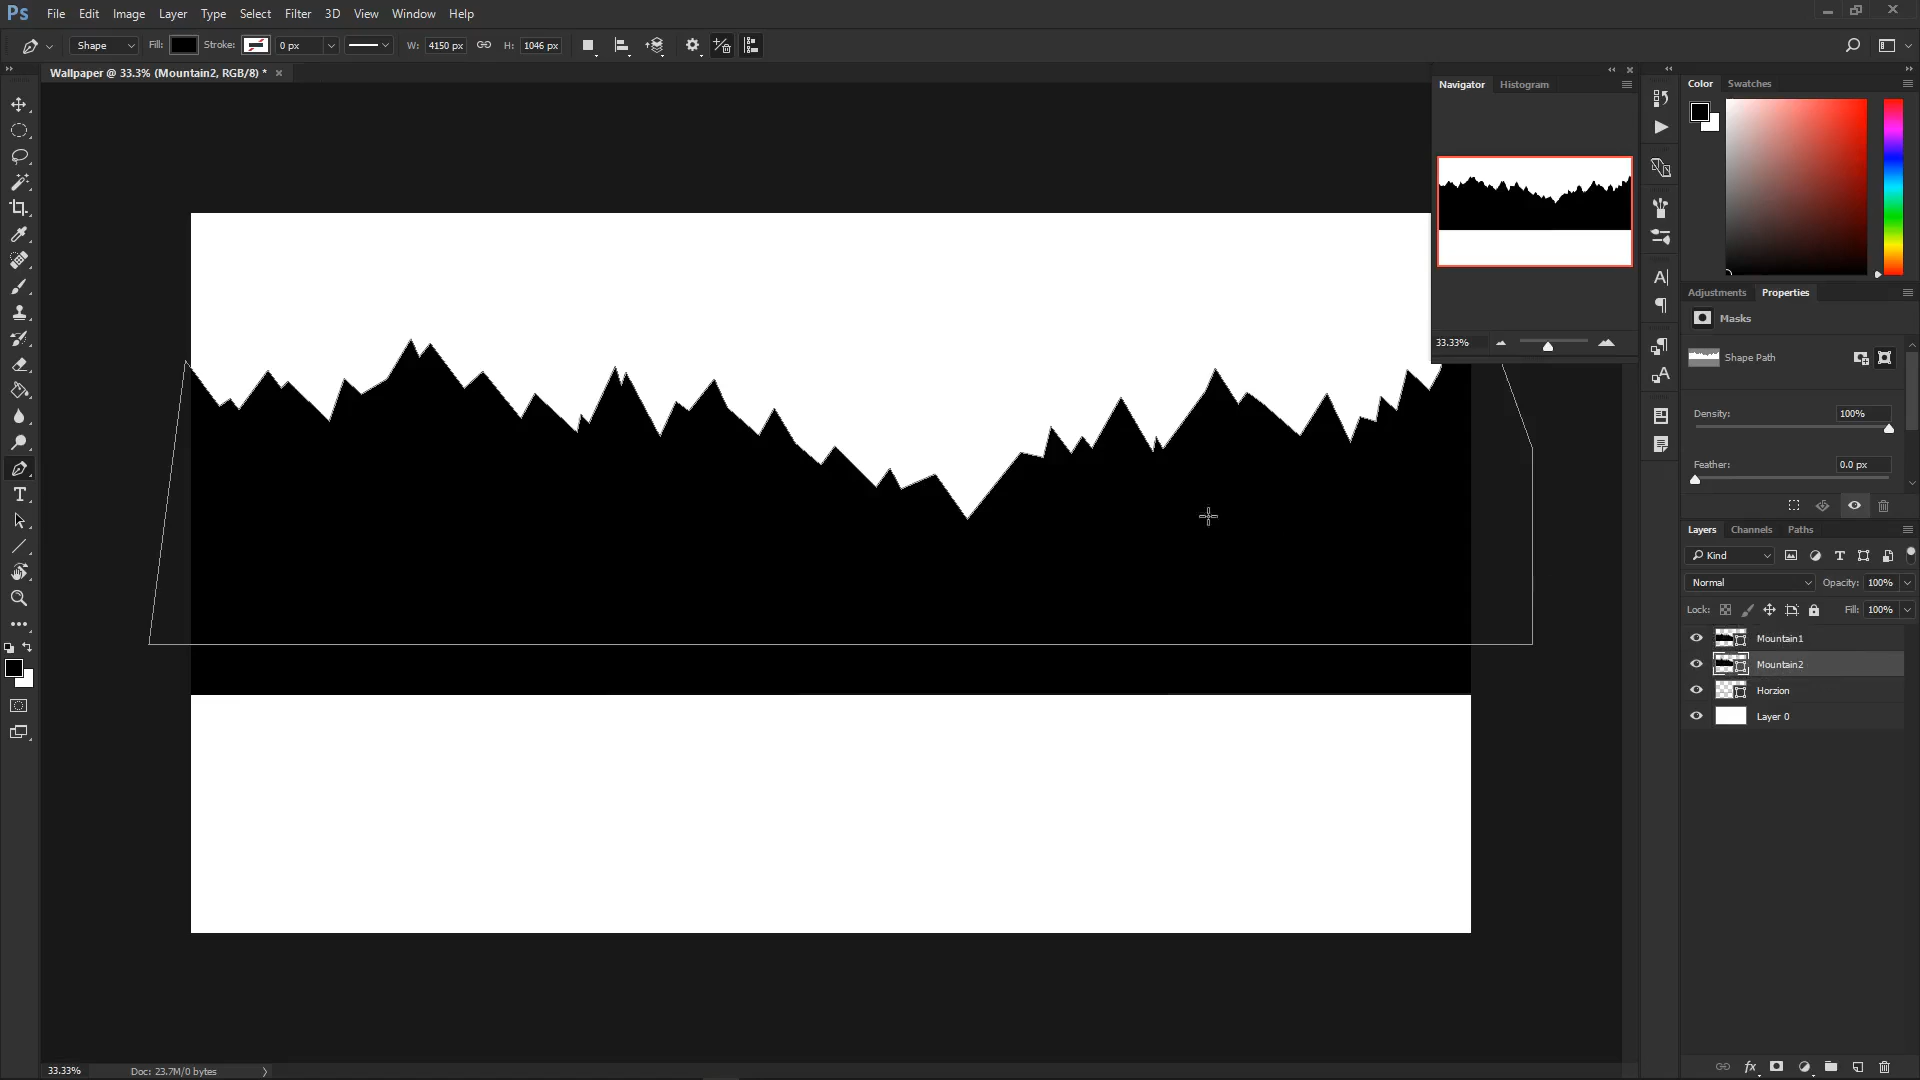 Ps File Edit Image Layer Type Select Filter 3D View Window Help
Shape Fill: Stroke: 0 px W: 4150 px H: 1046 px
Wallpaper @ 33.3% (Mountain2, RGB/8) *
Navigator Histogram
33.33%
Color Swatches
Adjustments Properties
Masks
Shape Path
Density: 100%
Feather: 0.0 px
Layers Channels Paths
Kind
Normal Opacity: 100%
Lock: Fill: 100%
Mountain1
Mountain2
Horzion
Layer 0
fx
33.33% Doc: 23.7M/0 bytes